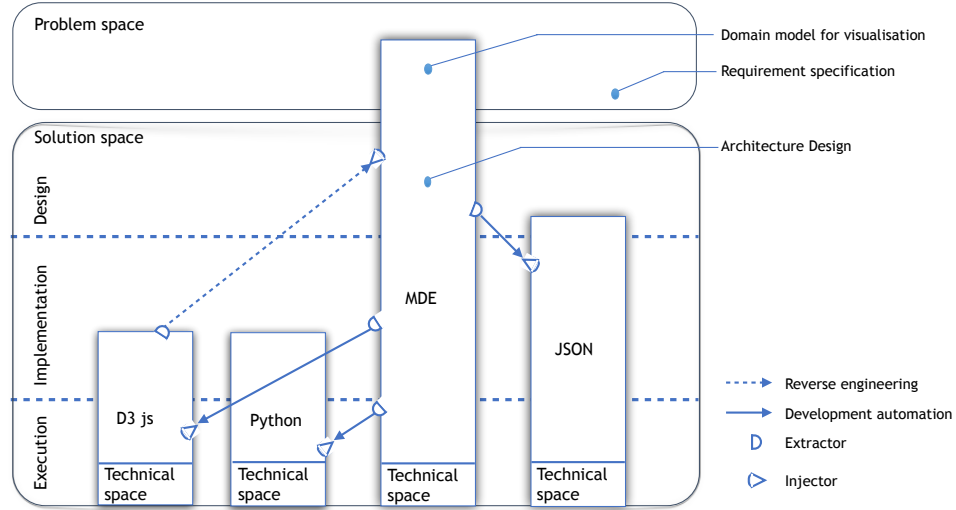 Problem space
Domain model for visualisation
Requirement specification
Solution space
Architecture Design
Design
Implementation
Execution
MDE
JSON
D3 js
Python
Technical
space
Technical
space
Technical
space
Technical
space
Reverse engineering
Development automation
Extractor
Injector